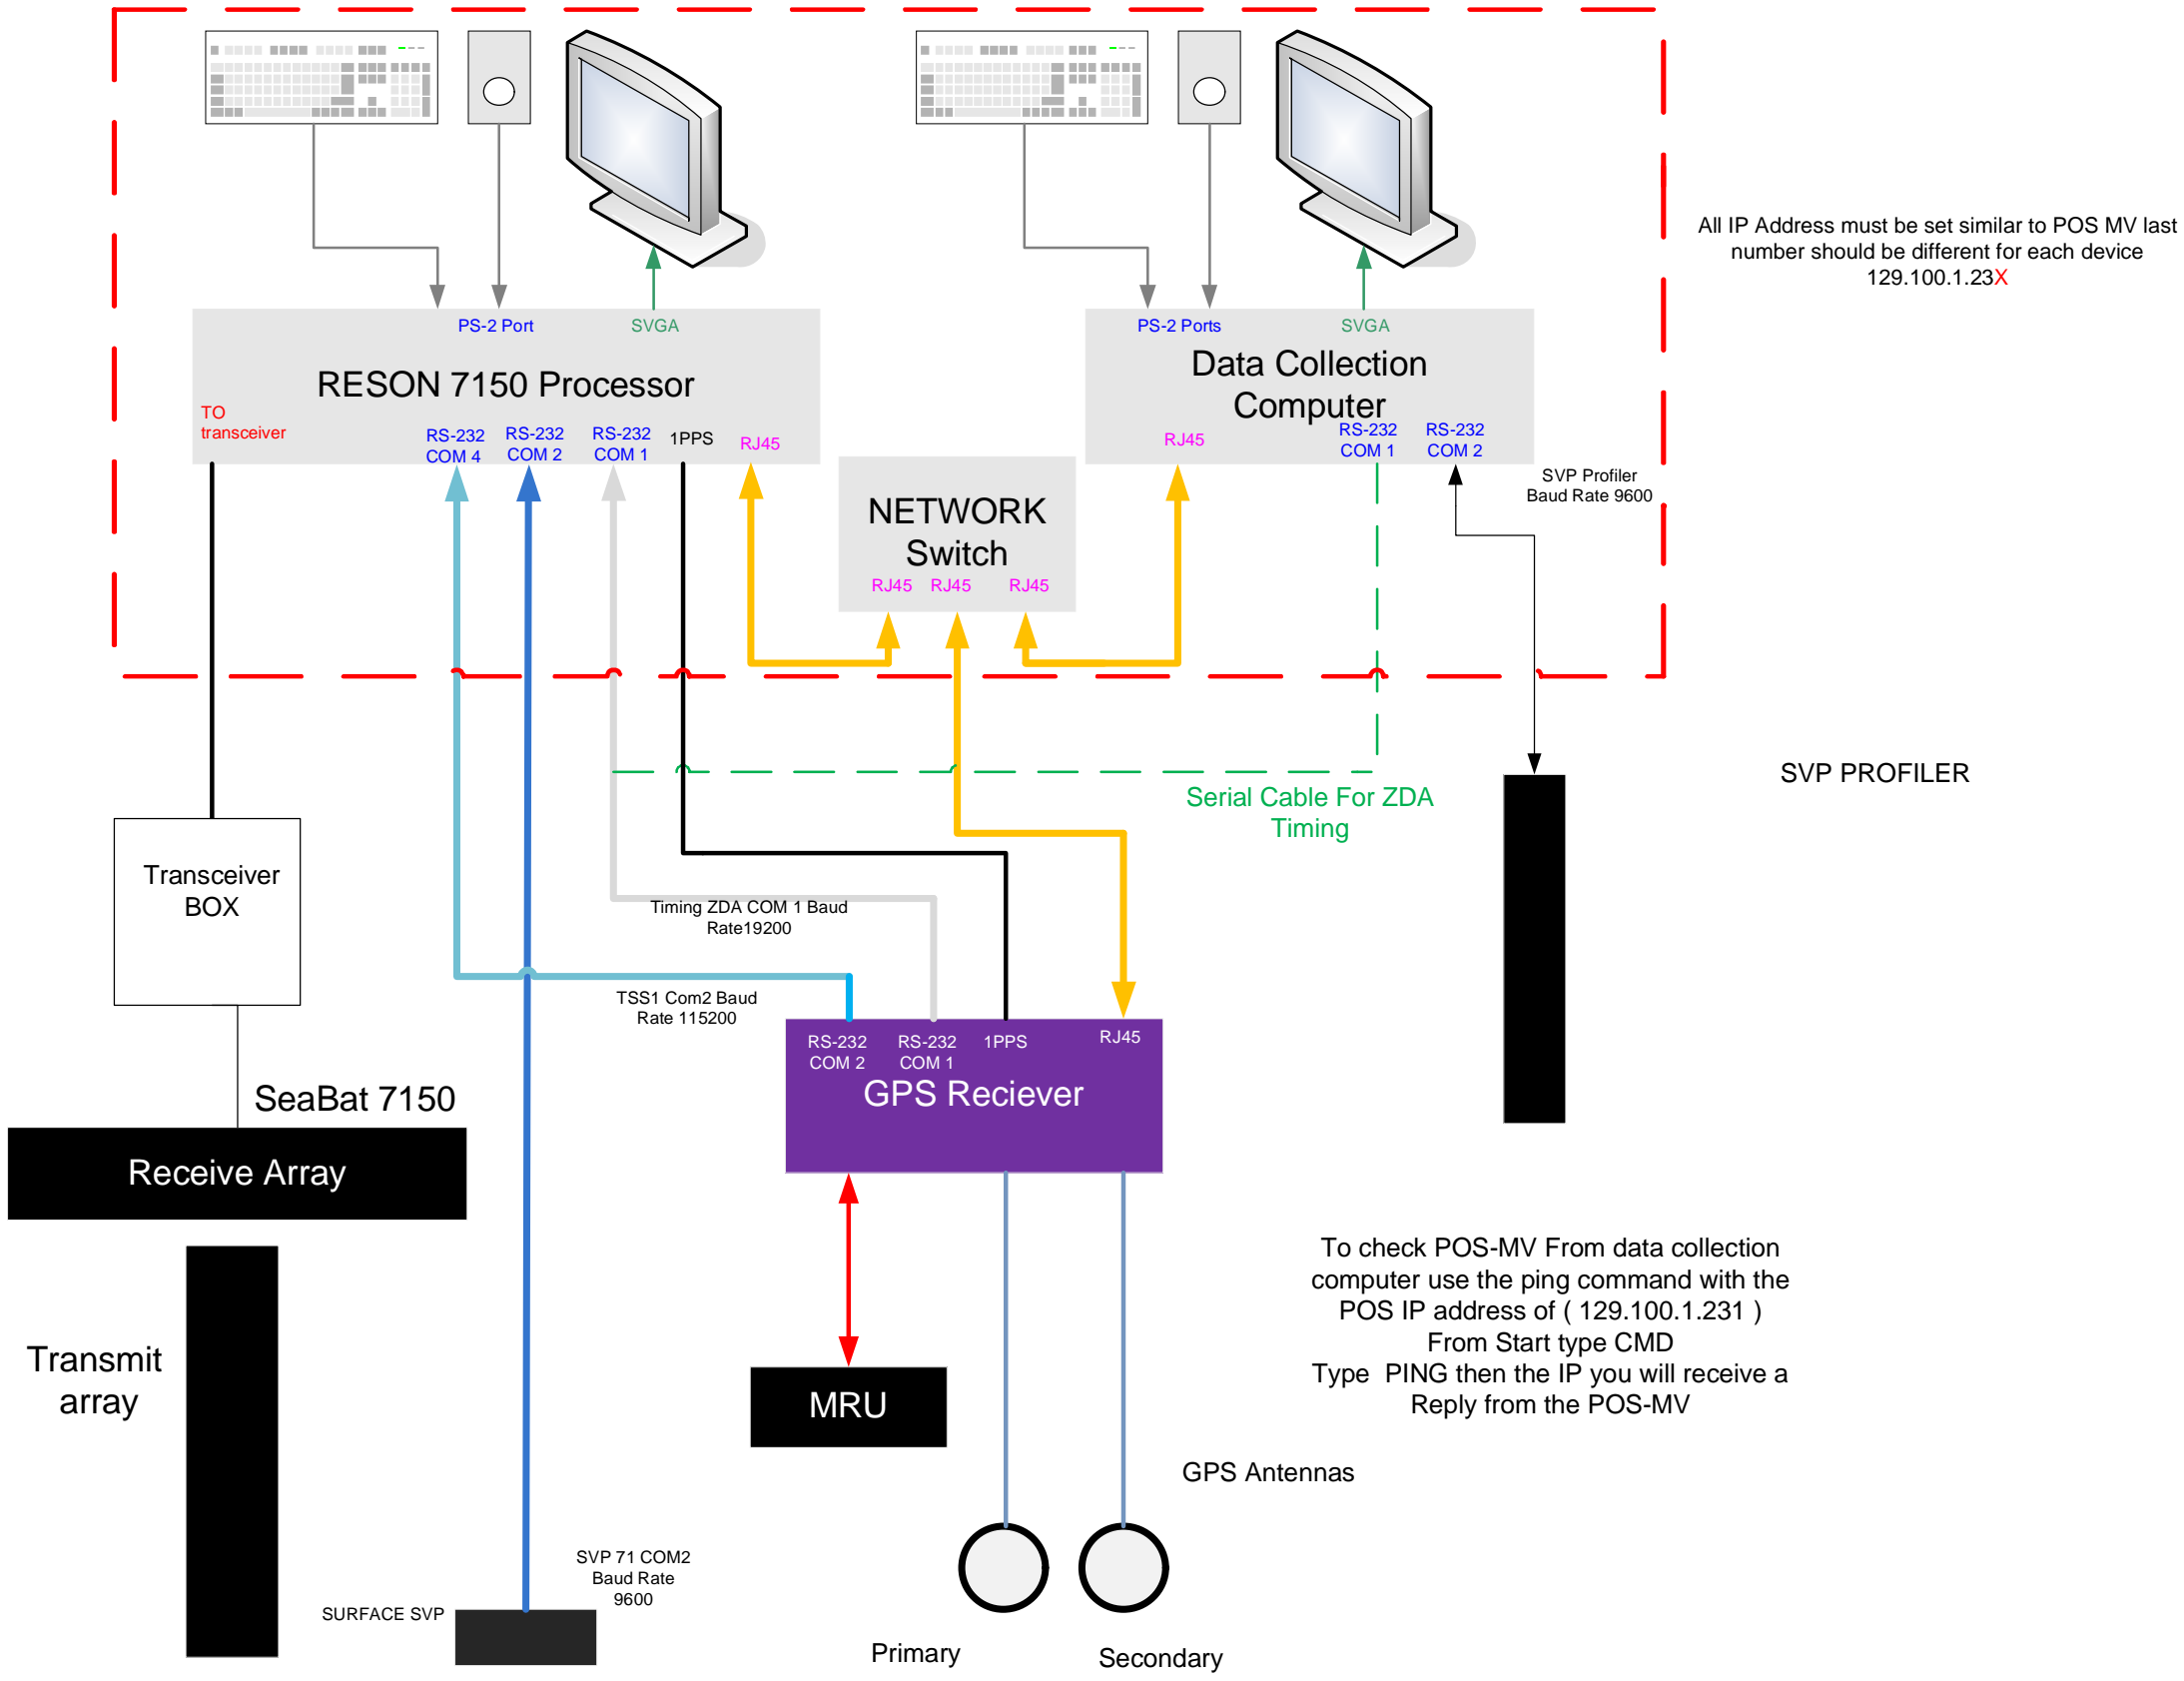 All IP Address must be set similar to POS MV last
number should be different for each device
129.100.1.23X
PS-2 Port
SVGA
RESON 7150 Processor
TO
transceiver
RS-232
COM 4
RS-232
COM 2
RS-232
COM 1
1PPS
RJ45
PS-2 Ports
SVGA
Data Collection
Computer
RJ45
RS-232
COM 1
RS-232
COM 2
SVP Profiler
Baud Rate 9600
NETWORK
Switch
RJ45
RJ45
RJ45
SVP PROFILER
Serial Cable For ZDA
Timing
Transceiver
BOX
Timing ZDA COM 1 Baud
Rate19200
TSS1 Com2 Baud
Rate 115200
RS-232
COM 2
RS-232
COM 1
1PPS
RJ45
GPS Reciever
SeaBat 7150
Receive Array
Transmit
array
MRU
To check POS-MV From data collection
computer use the ping command with the
POS IP address of ( 129.100.1.231 )
From Start type CMD
Type  PING then the IP you will receive a
Reply from the POS-MV
GPS Antennas
SVP 71 COM2
Baud Rate
9600
SURFACE SVP
Primary
Secondary